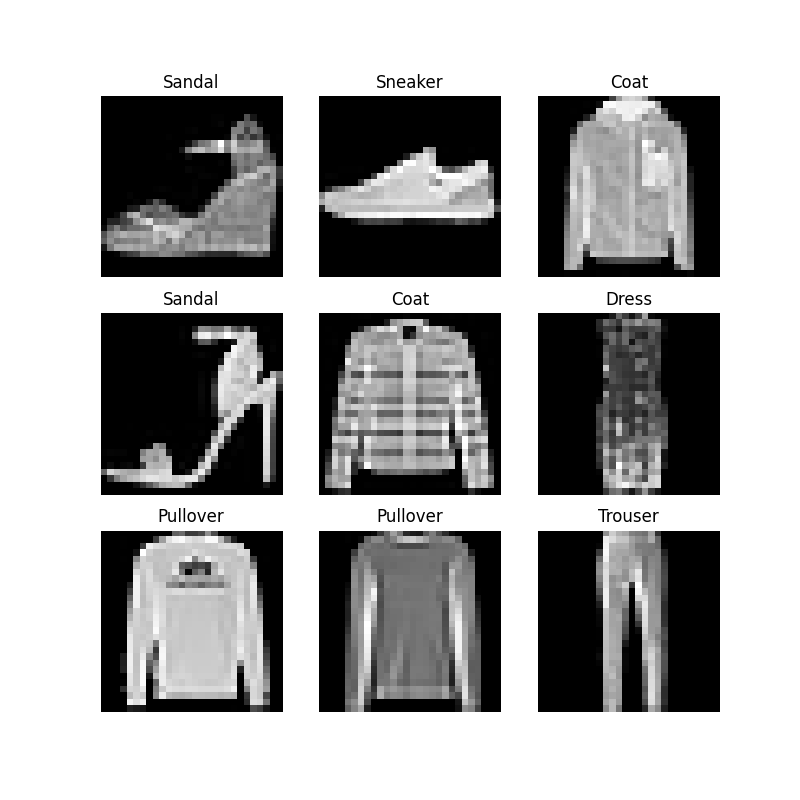 Sandal
Sneaker
Coat
Sandal
Coat
Dress
Pullover
Pullover
Trouser